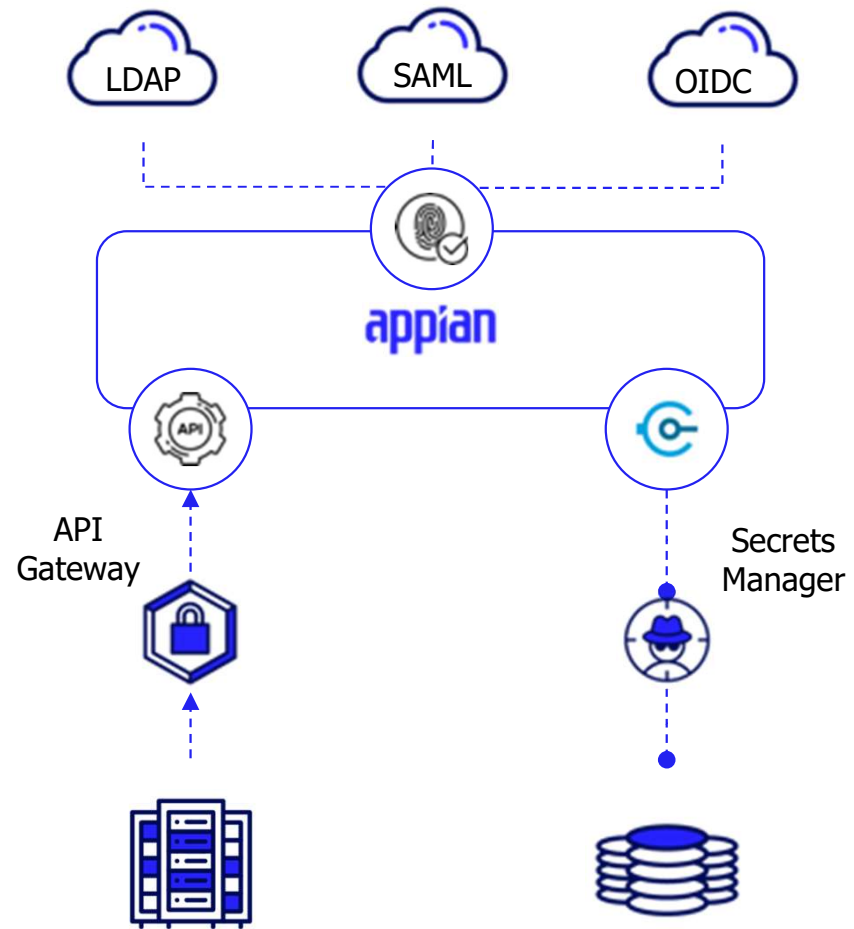 LDAP
SAML
OIDC
appian
API
API
Gateway
Secrets
Manager